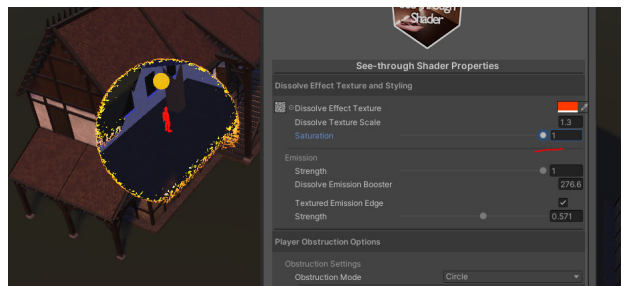 See-through
Shader
See-through Shader Properties
Dissolve Effect Texture and Styling
Dissolve Effect Texture
Dissolve Texture Scale 1.3
Saturation 1
Emission
Strength 1
Dissolve Emission Booster 276.6
Textured Emission Edge
Strength 0.571
Player Obstruction Options
Obstruction Settings
Obstruction Mode Circle